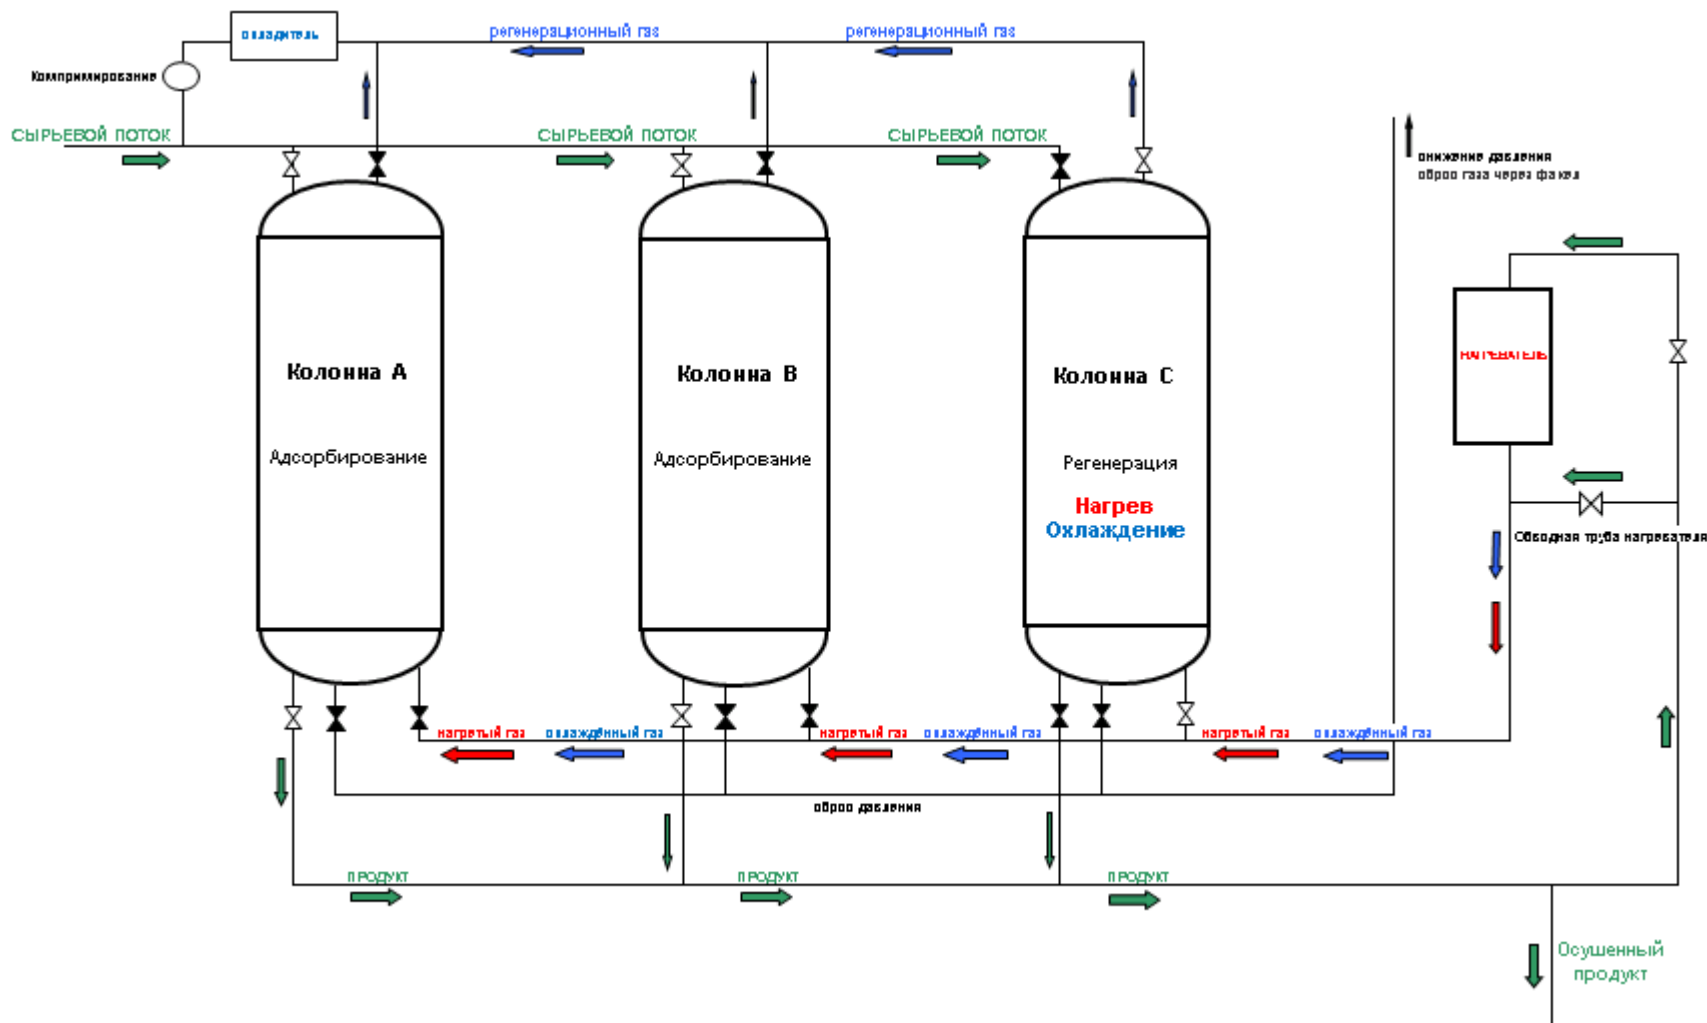 охладитель
регенерационный газ
регенерационный газ
Компримирование
СЫРЬЕВОЙ ПОТОК
СЫРЬЕВОЙ ПОТОК
СЫРЬЕВОЙ ПОТОК
снижение давления
сброс газа через факел
НАГРЕВАТЕЛЬ
Колонна А
Колонна В
Колонна С
Адсорбирование
Адсорбирование
Регенерация
Нагрев
Охлаждение
Обводная труба нагревателя
нагретый газ
охлаждённый газ
нагретый газ
охлаждённый газ
нагретый газ
охлаждённый газ
сброс давления
ПРОДУКТ
ПРОДУКТ
ПРОДУКТ
Осушенный
продукт